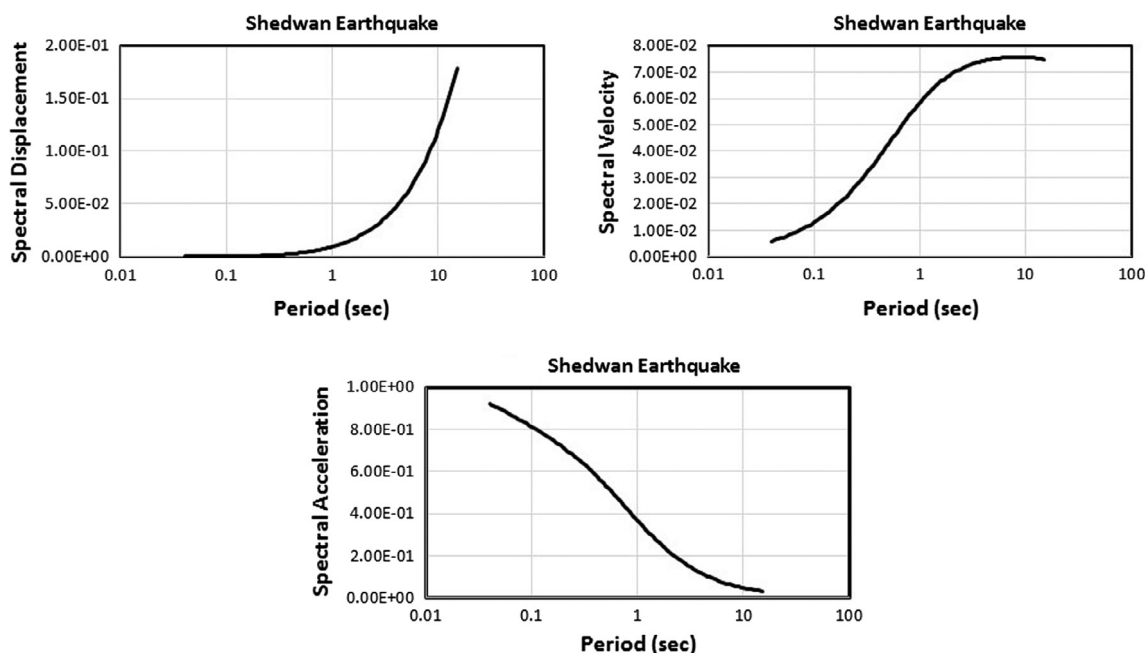 Shedwan Earthquake
Spectral Displacement
2.00E-01
1.50E-01
1.00E-01
5.00E-02
0.00E+00
0.01 0.1 1 10 100
Period (sec)
Shedwan Earthquake
Spectral Velocity
8.00E-02
7.00E-02
6.00E-02
5.00E-02
4.00E-02
3.00E-02
2.00E-02
1.00E-02
0.00E+00
0.01 0.1 1 10 100
Period (sec)
Shedwan Earthquake
Spectral Acceleration
1.00E+00
8.00E-01
6.00E-01
4.00E-01
2.00E-01
0.00E+00
0.01 0.1 1 10 100
Period (sec)